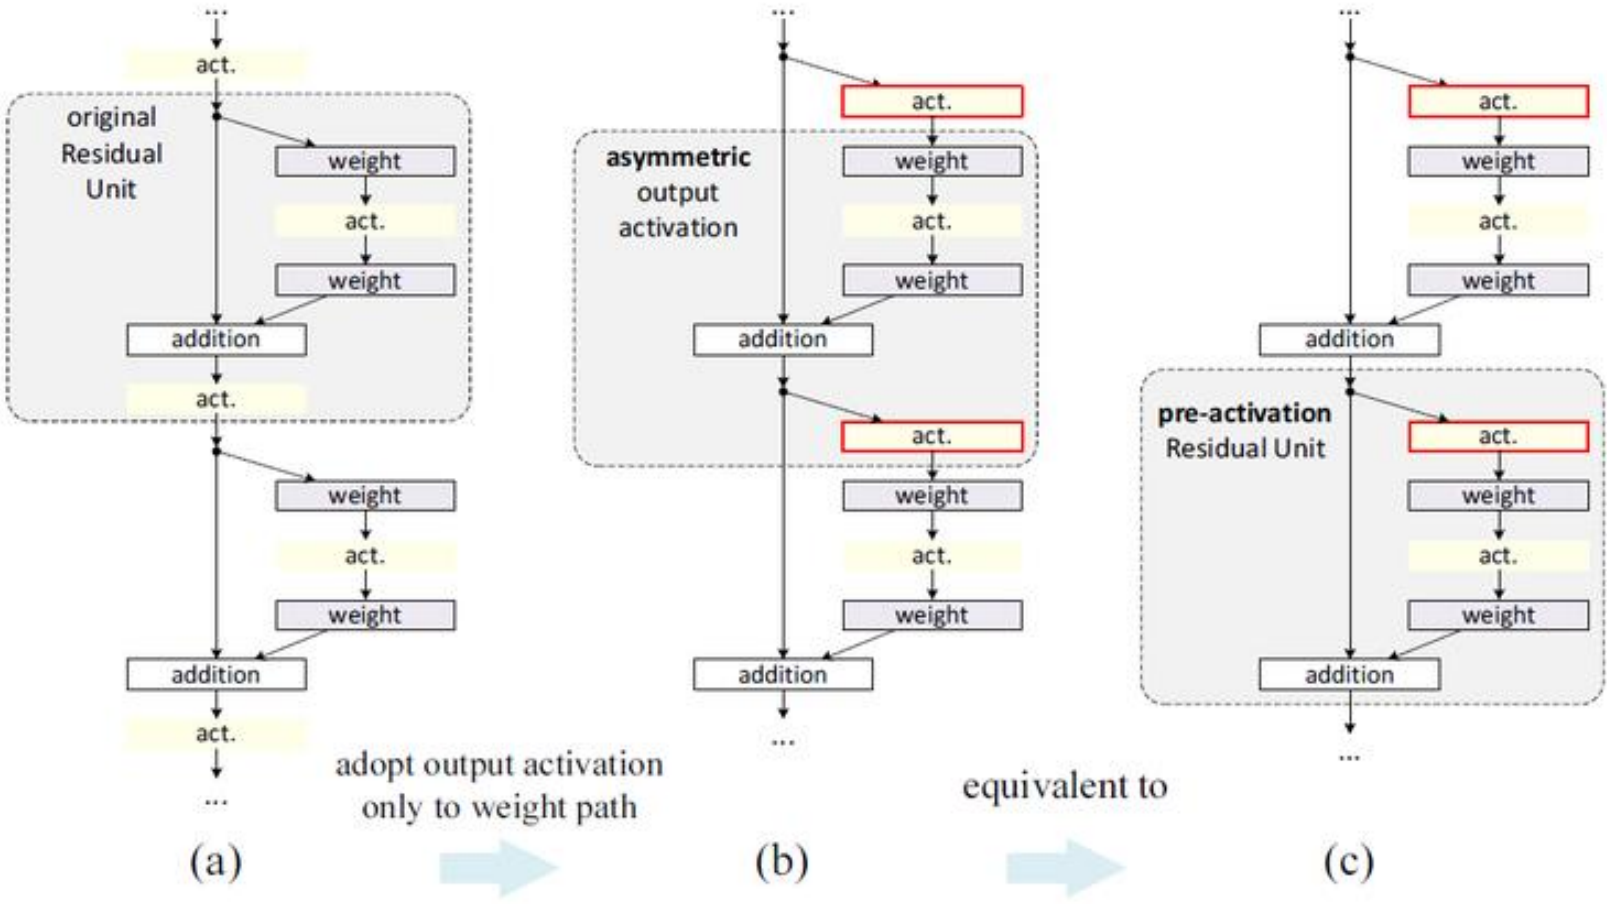 ...
act.
original
Residual
Unit
weight
act.
weight
addition
act.
weight
act.
weight
addition
act.
...
adopt output activation
only to weight path
(a)
...
act.
asymmetric
output
activation
weight
act.
weight
addition
act.
weight
act.
weight
addition
...
(b)
equivalent to
...
act.
weight
act.
weight
addition
pre-activation
Residual Unit
act.
weight
act.
weight
addition
...
(c)